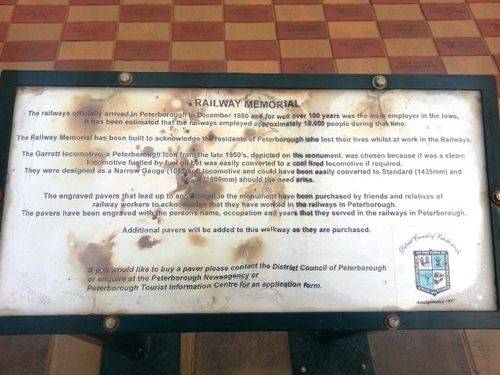 RAILWAY MEMORIAL
The railways officially arrived in Peterborough in December 1880 and for well over 100 years was the main employer in the town.
It has been estimated that the railways employed approximately 10,000 people during that time.
The Railway Memorial has been built to acknowledge the residents of Peterborough who lost their lives whilst at work in the Railways.
The Garratt locomotive, a Peterborough icon from the late 1950's, depicted on the monument, was chosen because it was a steam
locomotive fuelled by fuel oil but was easily converted to a coal fired locomotive if required.
They were designed as a Narrow Gauge (1067mm) locomotive and could have been easily converted to Standard (1435mm) and
Broad (1600mm) should the need arise.
The engraved pavers that lead up to and alongside the monument have been purchased by friends and relatives of
railway workers to acknowledge that they have worked in the railways in Peterborough.
The pavers have been engraved with the persons name, occupation and years that they served in the railways in Peterborough.
Additional pavers will be added to this walkway as they are purchased.
If you would like to buy a paver please contact the District Council of Peterborough
or enquire at the Peterborough Newsagency or
Peterborough Tourist Information Centre for an application form.
District Council of Peterborough
Amalgamated 1997